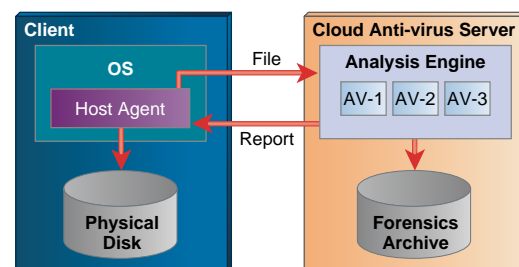 Client
OS
Host Agent
Physical
Disk
File
Report
Cloud Anti-virus Server
Analysis Engine
AV-1 AV-2 AV-3
Forensics
Archive